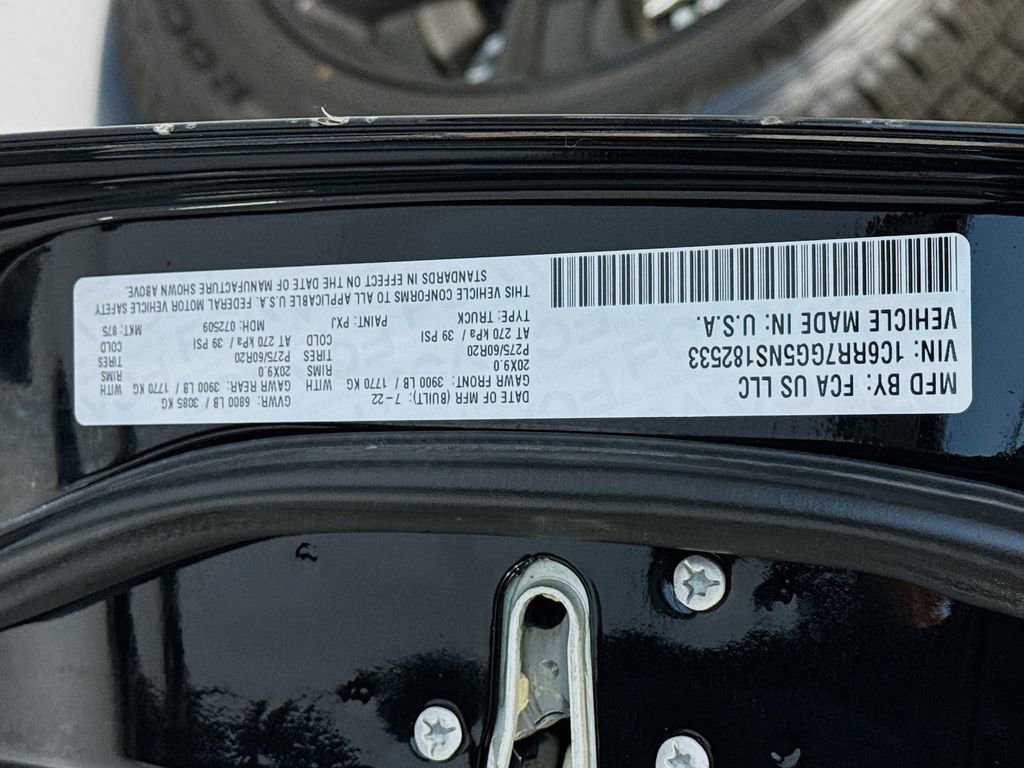 MFD BY: FCA US LLC
VIN: 1C6RR7GG5NS182533
VEHICLE MADE IN: U.S.A.
DATE OF MFR (BUILT): 7-22
GVWR: 6800 LB / 3085 KG
GAWR FRONT: 3900 LB / 1770 KG
WITH
GAWR REAR: 3900 LB / 1770 KG
WITH
20X9.0
RIMS
20X9.0
RIMS
P275/60R20
TIRES
P275/60R20
TIRES
AT 270 kPa / 39 PSI
COLD
AT 270 kPa / 39 PSI
COLD
TYPE: TRUCK
PAINT: PXJ
MDH: 072509
MKT: 875
THIS VEHICLE CONFORMS TO ALL APPLICABLE U.S.A. FEDERAL MOTOR VEHICLE SAFETY
STANDARDS IN EFFECT ON THE DATE OF MANUFACTURE SHOWN ABOVE.